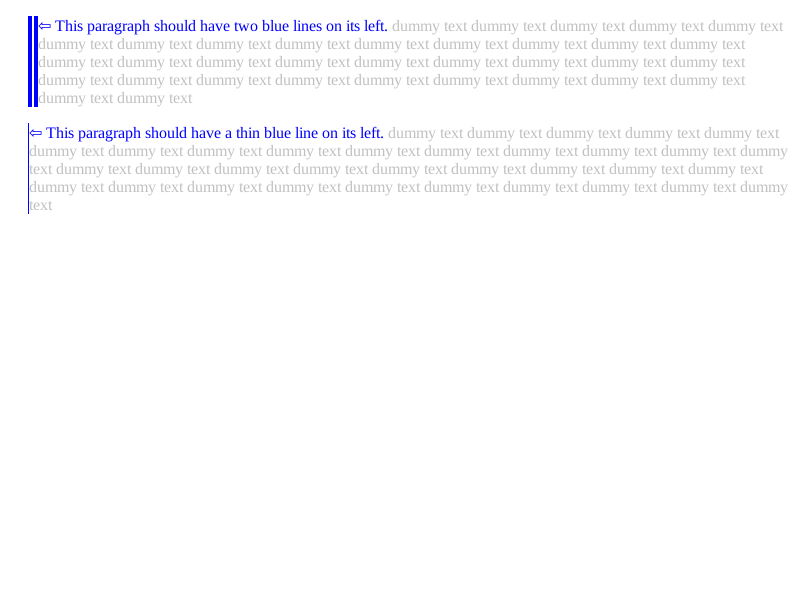 ⇦ This paragraph should have two blue lines on its left. dummy text dummy text dummy text dummy text dummy text
dummy text dummy text dummy text dummy text dummy text dummy text dummy text dummy text dummy text
dummy text dummy text dummy text dummy text dummy text dummy text dummy text dummy text dummy text
dummy text dummy text dummy text dummy text dummy text dummy text dummy text dummy text dummy text
dummy text dummy text
⇦ This paragraph should have a thin blue line on its left. dummy text dummy text dummy text dummy text dummy text
dummy text dummy text dummy text dummy text dummy text dummy text dummy text dummy text dummy text dummy
text dummy text dummy text dummy text dummy text dummy text dummy text dummy text dummy text dummy text
dummy text dummy text dummy text dummy text dummy text dummy text dummy text dummy text dummy text dummy
text